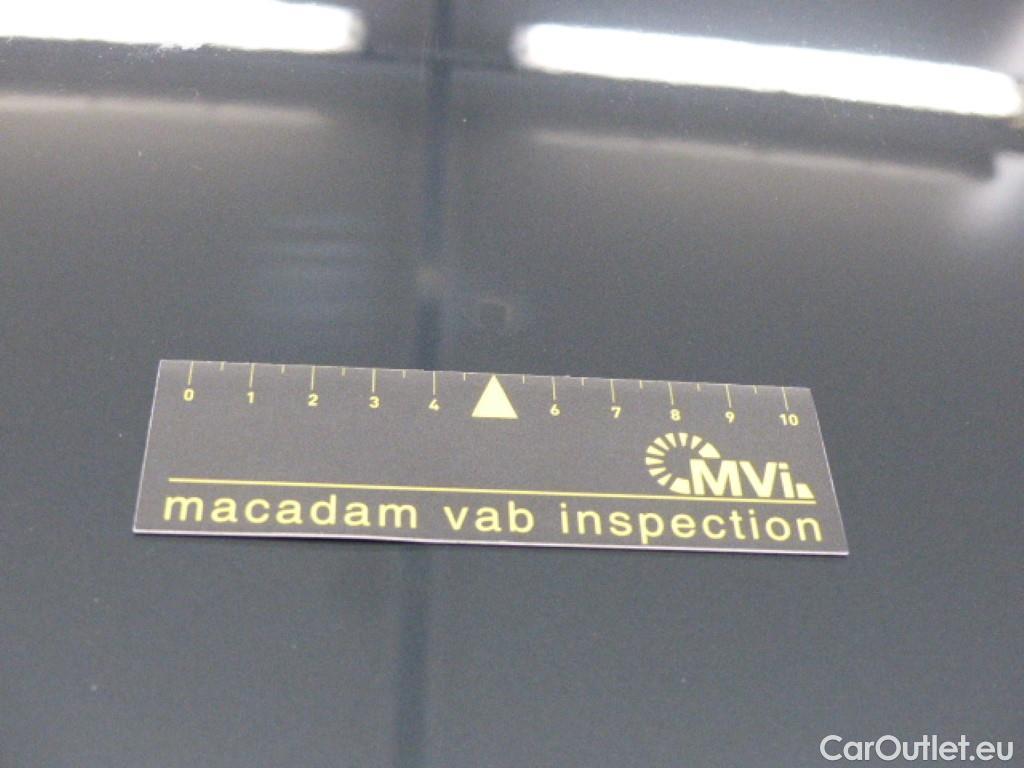 0 1 2 3 4 6 7 8 9 10
MVi
macadam vab inspection
CarOutlet.eu